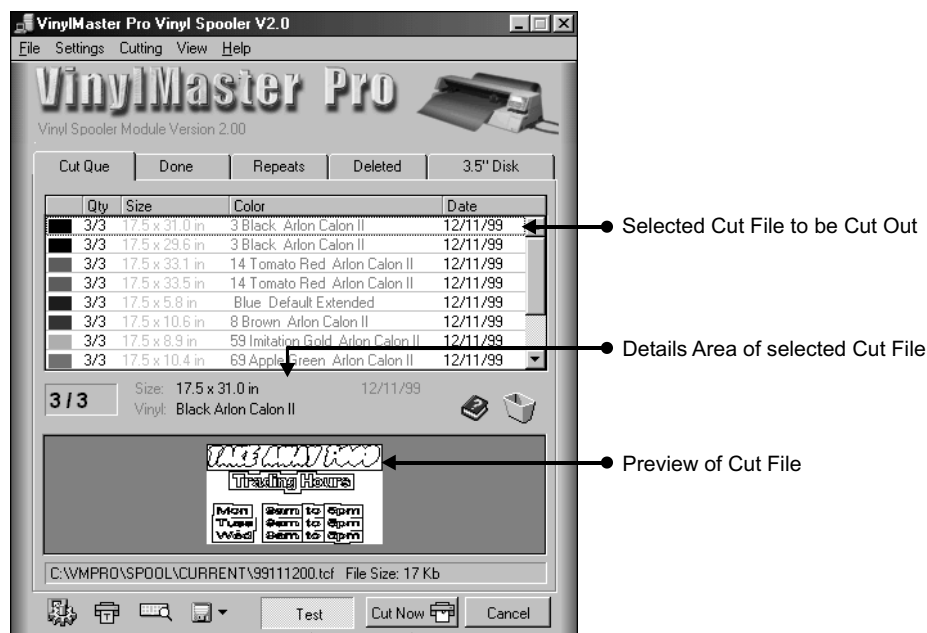 VinylMaster Pro Vinyl Spooler V2.0
File Settings Cutting View Help
VinylMaster Pro
Vinyl Spooler Module Version 2.00
Cut Que Done Repeats Deleted 3.5" Disk
Qty Size Color Date
3/3 17.5 x 31.0 in 3 Black Arlon Calon II 12/11/99
3/3 17.5 x 29.6 in 3 Black Arlon Calon II 12/11/99
3/3 17.5 x 33.1 in 14 Tomato Red Arlon Calon II 12/11/99
3/3 17.5 x 33.5 in 14 Tomato Red Arlon Calon II 12/11/99
3/3 17.5 x 5.8 in Blue Default Extended 12/11/99
3/3 17.5 x 10.6 in 8 Brown Arlon Calon II 12/11/99
3/3 17.5 x 8.9 in 59 Imitation Gold Arlon Calon II 12/11/99
3/3 17.5 x 10.4 in 69 Apple Green Arlon Calon II 12/11/99
Selected Cut File to be Cut Out
Details Area of selected Cut File
3 / 3
Size: 17.5 x 31.0 in 12/11/99
Vinyl: Black Arlon Calon II
TAKE AWAY FOOD
Trading Hours
Mon 9am to 5pm
Tues 9am to 5pm
Wed 9am to 5pm
Preview of Cut File
C:\VMPRO\SPOOL\CURRENT\99111200.tcf File Size: 17 Kb
T
Test Cut Now Cancel